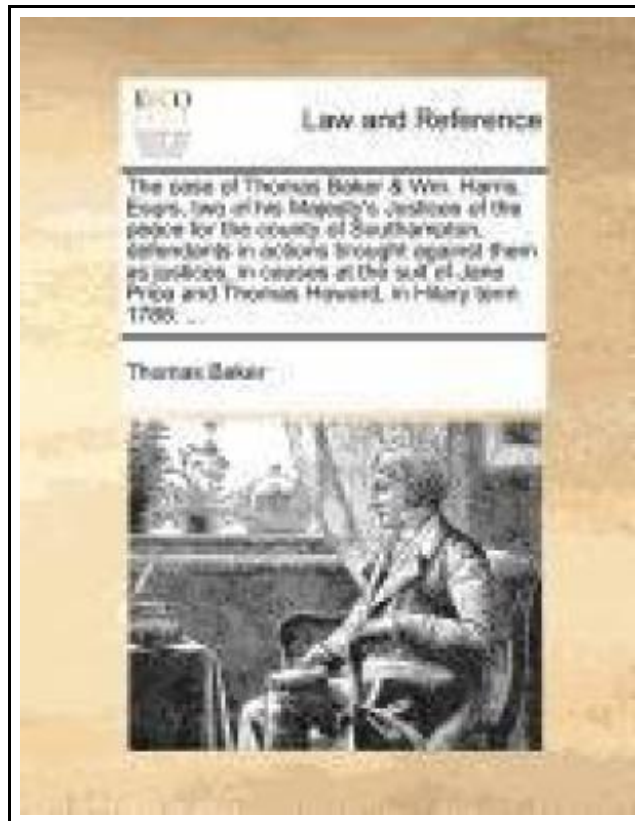 ECCO
Law and Reference
The case of Thomas Baker & Wm. Harris,
Esqrs. two of his Majesty's Justices of the
peace for the county of Southampton,
defendants in actions brought against them
as justices, in causes at the suit of Jane
Price and Thomas Howard, in Hilary term
1786. ...
Thomas Baker